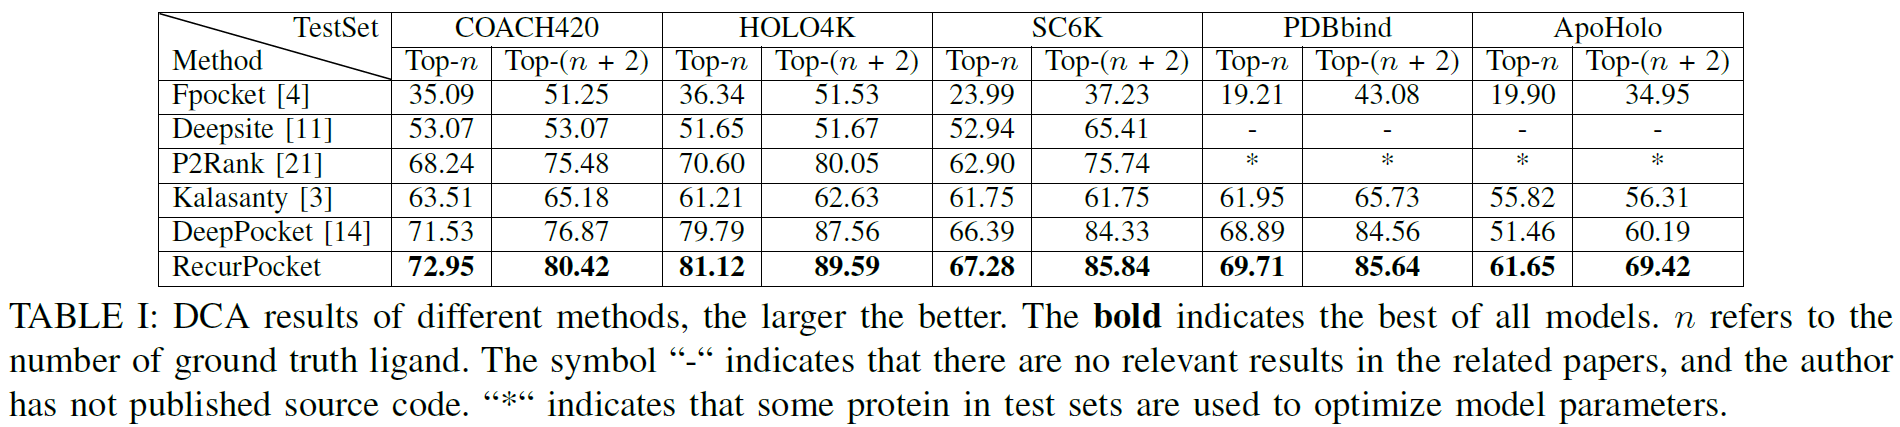 TestSet COACH420 HOLO4K SC6K PDBbind ApoHolo
Method Top-n Top-(n + 2) Top-n Top-(n + 2) Top-n Top-(n + 2) Top-n Top-(n + 2) Top-n Top-(n + 2)
Fpocket [4] 35.09 51.25 36.34 51.53 23.99 37.23 19.21 43.08 19.90 34.95
Deepsite [11] 53.07 53.07 51.65 51.67 52.94 65.41 - - - -
P2Rank [21] 68.24 75.48 70.60 80.05 62.90 75.74 * * * *
Kalasanty [3] 63.51 65.18 61.21 62.63 61.75 61.75 61.95 65.73 55.82 56.31
DeepPocket [14] 71.53 76.87 79.79 87.56 66.39 84.33 68.89 84.56 51.46 60.19
RecurPocket 72.95 80.42 81.12 89.59 67.28 85.84 69.71 85.64 61.65 69.42
TABLE I: DCA results of different methods, the larger the better. The bold indicates the best of all models. n refers to the
number of ground truth ligand. The symbol “-“ indicates that there are no relevant results in the related papers, and the author
has not published source code. “*“ indicates that some protein in test sets are used to optimize model parameters.